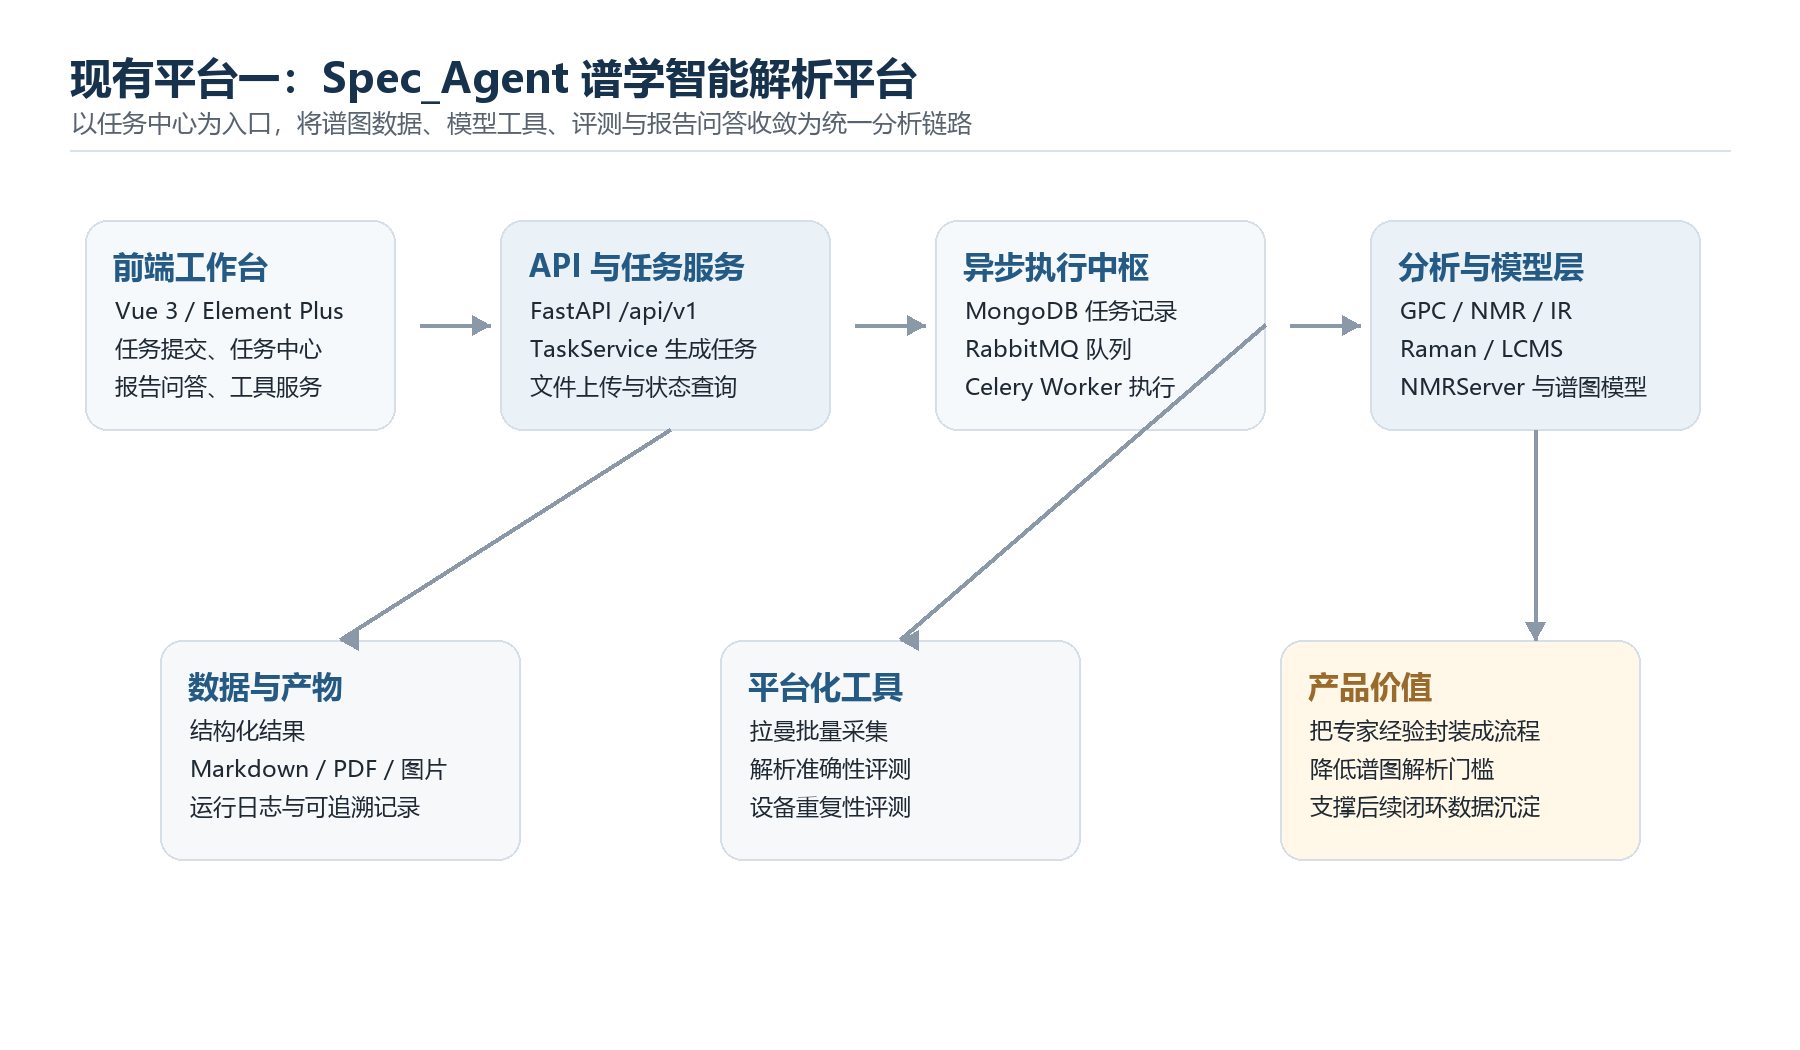 现有平台一：Spec_Agent 谱学智能解析平台
以任务中心为入口，将谱图数据、模型工具、评测与报告问答收敛为统一分析链路
前端工作台
Vue 3 / Element Plus
任务提交、任务中心
报告问答、工具服务
API 与任务服务
FastAPI /api/v1
TaskService 生成任务
文件上传与状态查询
异步执行中枢
MongoDB 任务记录
RabbitMQ 队列
Celery Worker 执行
分析与模型层
GPC / NMR / IR
Raman / LCMS
NMRServer 与谱图模型
数据与产物
结构化结果
Markdown / PDF / 图片
运行日志与可追溯记录
平台化工具
拉曼批量采集
解析准确性评测
设备重复性评测
产品价值
把专家经验封装成流程
降低谱图解析门槛
支撑后续闭环数据沉淀